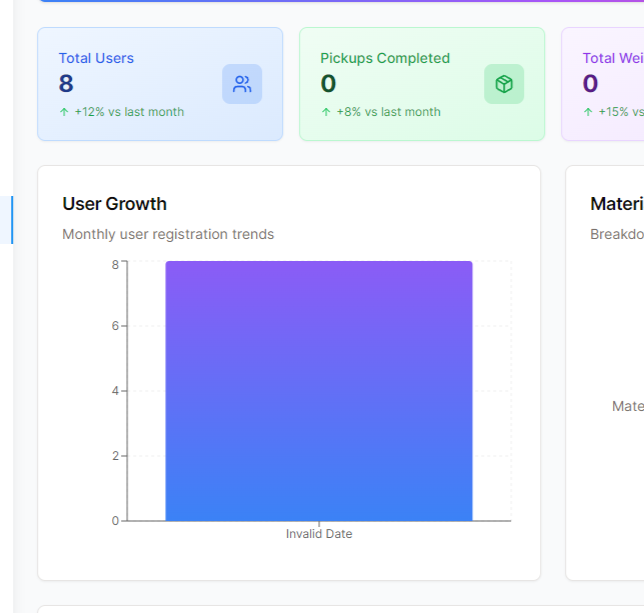 Total Users
8
↑ +12% vs last month
Pickups Completed
0
↑ +8% vs last month
Total Wei
0
↑ +15% vs
User Growth
Monthly user registration trends
8
6
4
2
0
Invalid Date
Materi
Breakdo
Mate